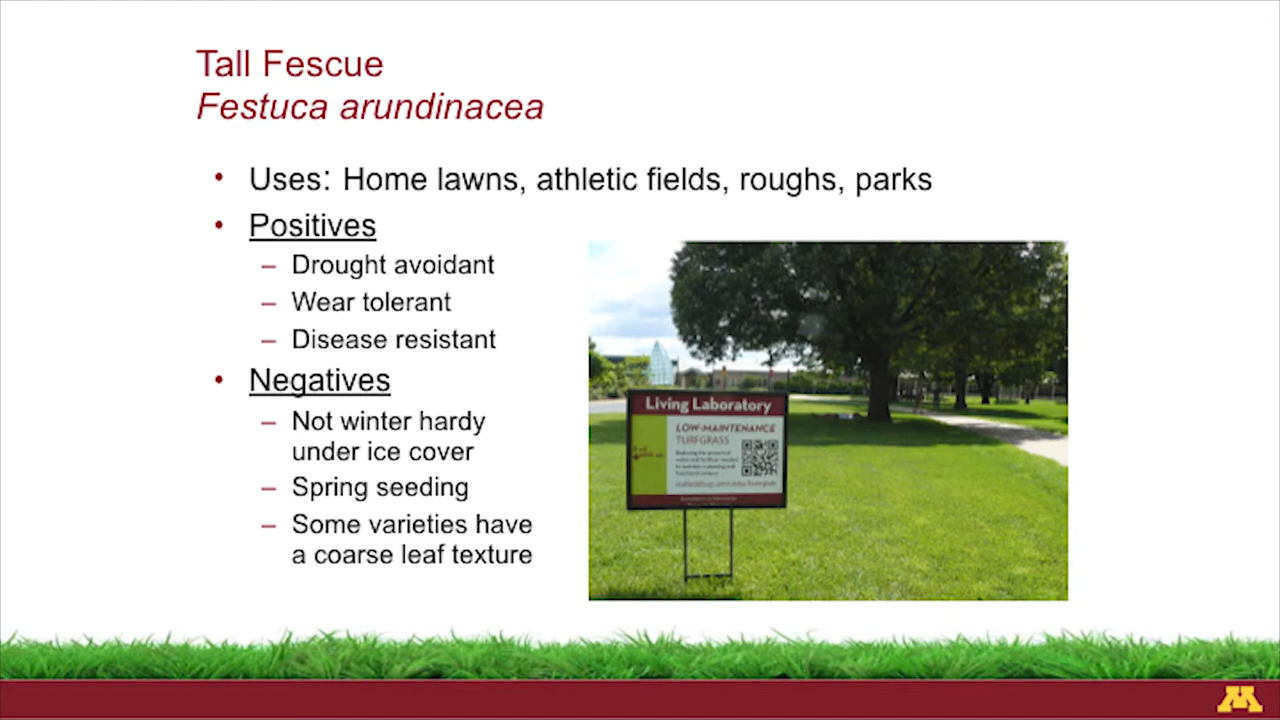 Tall Fescue
Festuca arundinacea
• Uses: Home lawns, athletic fields, roughs, parks
• Positives
– Drought avoidant
– Wear tolerant
– Disease resistant
• Negatives
– Not winter hardy
under ice cover
– Spring seeding
– Some varieties have
a coarse leaf texture
Living Laboratory
LOW-MAINTENANCE
TURFGRASS
M